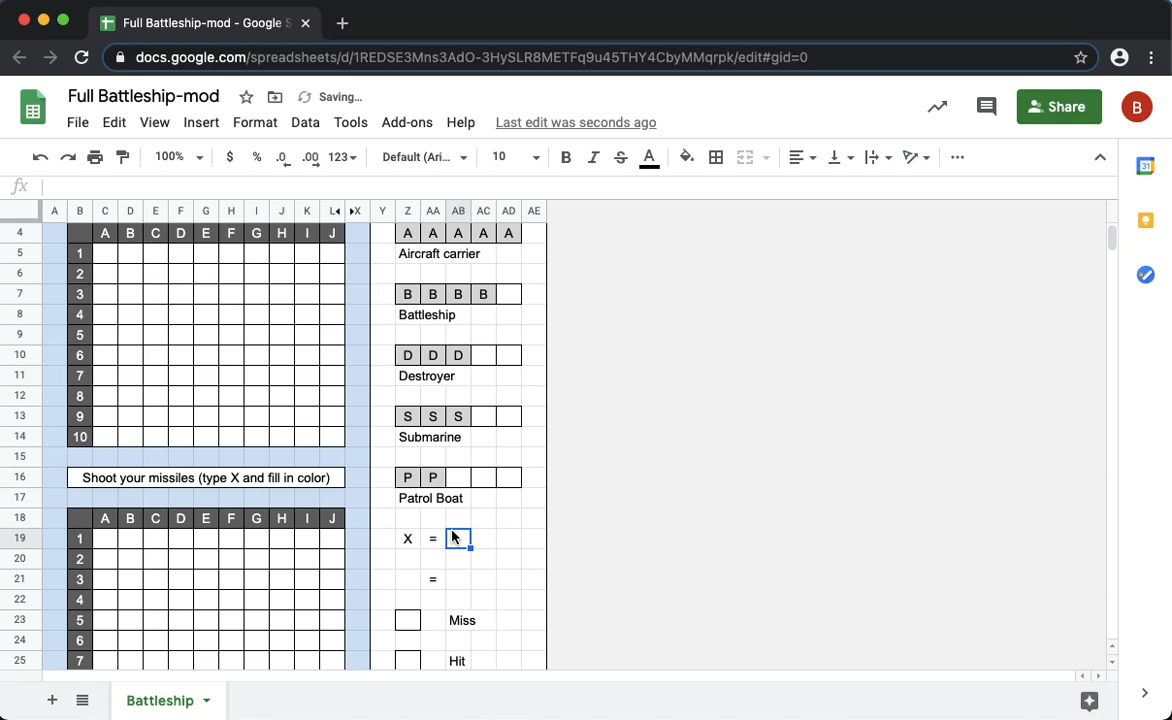 Full Battleship-mod - Google S
docs.google.com/spreadsheets/d/1REDSE3Mns3AdO-3HySLR8METFq9u45THY4CbyMMqrpk/edit#gid=0
Full Battleship-mod Saving…
Share B
File Edit View Insert Format Data Tools Add-ons Help Last edit was seconds ago
100% $ % .0 .00 123 Default (Ari... 10 B I S A
31
fx
A B C D E F G H I J K L X Y Z AA AB AC AD AE
4 A B C D E F G H I J A A A A A
5 1 Aircraft carrier
6 2
7 3 B B B B
8 4 Battleship
9 5
10 6 D D D
11 7 Destroyer
12 8
13 9 S S S
14 10 Submarine
15
16 Shoot your missiles (type X and fill in color) P P
17 Patrol Boat
18 A B C D E F G H I J
19 1 X =
20 2
21 3 =
22 4
23 5 Miss
24 6
25 7 Hit
Battleship